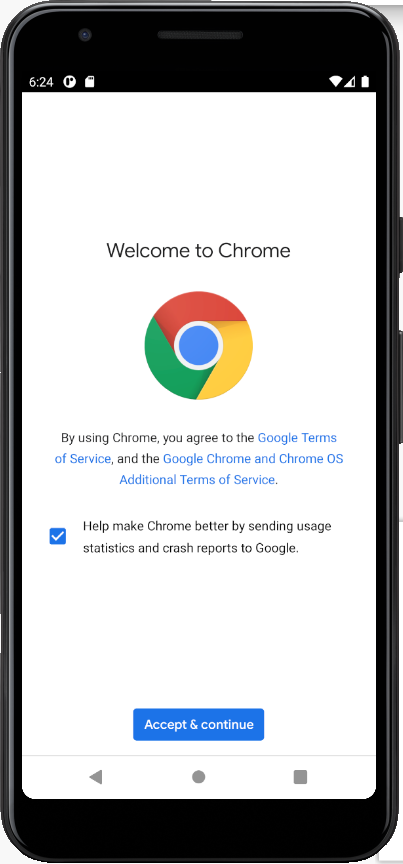 6:24
Welcome to Chrome
By using Chrome, you agree to the Google Terms
of Service, and the Google Chrome and Chrome OS
Additional Terms of Service.
Help make Chrome better by sending usage
statistics and crash reports to Google.
Accept & continue